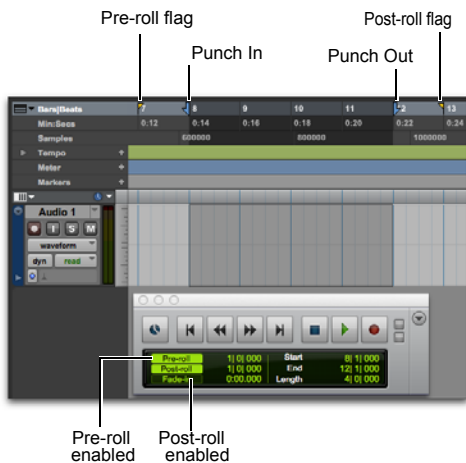 Pre-roll flag
Post-roll flag
Punch In
Punch Out
Bars|Beats 7 8 9 10 11 12 13
Min:Secs 0:12 0:14 0:16 0:18 0:20 0:22 0:24
Samples 600000 800000 1000000
Tempo
Meter
Markers
Audio 1
I S M
waveform
dyn read
Pre-roll 1| 0| 000 Start 8| 1| 000
Post-roll 1| 0| 000 End 12| 1| 000
Fade-in 0:00.000 Length 4| 0| 000
Pre-roll enabled
Post-roll enabled